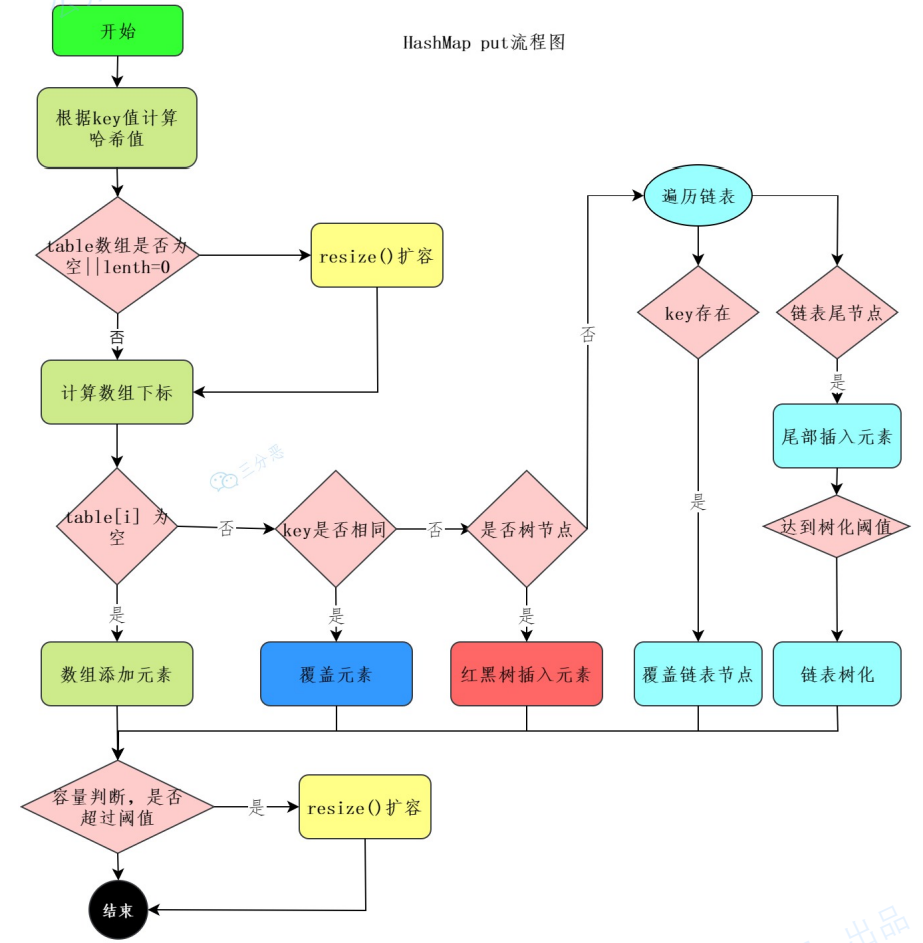 开始
HashMap put流程图
根据key值计算
哈希值
遍历链表
table数组是否为
空||lenth=0
resize()扩容
key存在
链表尾节点
否
否
是
计算数组下标
尾部插入元素
三分恶
table[i] 为
空
否
key是否相同
否
是否树节点
是
达到树化阈值
是
是
是
数组添加元素
覆盖元素
红黑树插入元素
覆盖链表节点
链表树化
容量判断，是否
超过阈值
是
resize()扩容
结束
出品